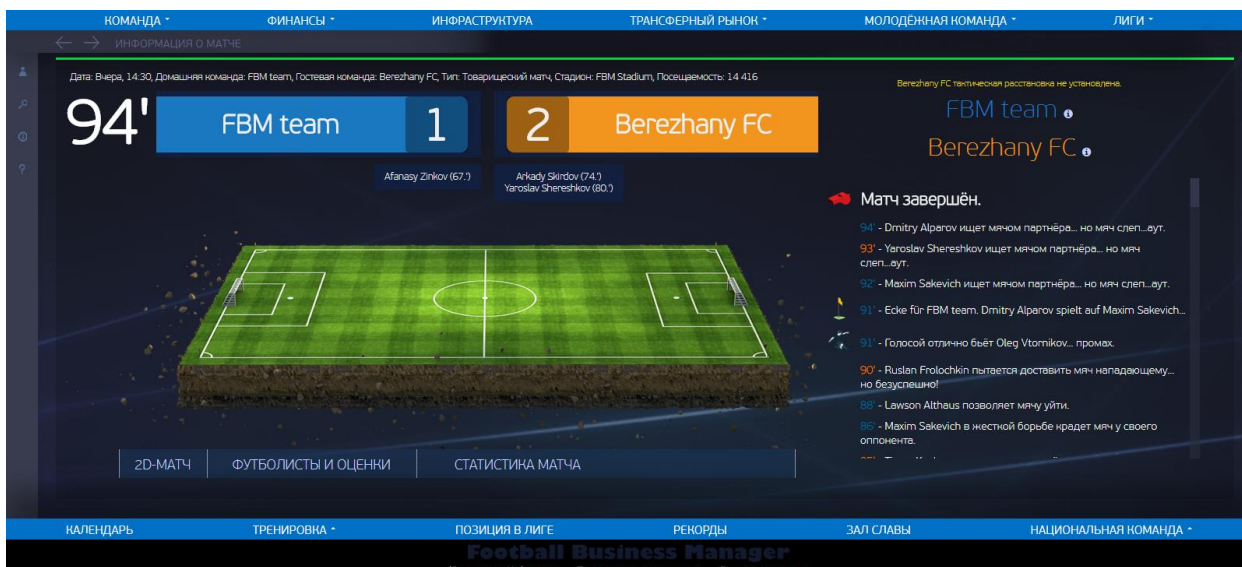 КОМАНДА ФИНАНСЫ ИНФРАСТРУКТУРА ТРАНСФЕРНЫЙ РЫНОК МОЛОДЁЖНАЯ КОМАНДА ЛИГИ
ИНФОРМАЦИЯ О МАТЧЕ
Дата: Вчера, 14:30, Домашняя команда: FBM team, Гостевая команда: Berezhany FC, Тип: Товарищеский матч, Стадион: FBM Stadium, Посещаемость: 14 416
94' FBM team 1 2 Berezhany FC
Afanasy Zinkov (67.')
Arkady Skirdov (74.')
Yaroslav Shereshkov (80.')
Berezhany FC тактическая расстановка не установлена.
FBM team
Berezhany FC
Матч завершён.
94' - Dmitry Alparov ищет мячом партнёра... но мяч слеп...аут.
93' - Yaroslav Shereshkov ищет мячом партнёра... но мяч
слеп...аут.
92' - Maxim Sakevich ищет мячом партнёра... но мяч слеп...аут.
91' - Ecke für FBM team. Dmitry Alparov spielt auf Maxim Sakevich...
91' - Голосой отлично бьёт Oleg Vtornikov... промах.
90' - Ruslan Frolochkin пытается доставить мяч нападающему...
но безуспешно!
88' - Lawson Althaus позволяет мячу уйти.
86' - Maxim Sakevich в жесткой борьбе крадет мяч у своего
оппонента.
2D-МАТЧ ФУТБОЛИСТЫ И ОЦЕНКИ СТАТИСТИКА МАТЧА
КАЛЕНДАРЬ ТРЕНИРОВКА ПОЗИЦИЯ В ЛИГЕ РЕКОРДЫ ЗАЛ СЛАВЫ НАЦИОНАЛЬНАЯ КОМАНДА
Football Business Manager